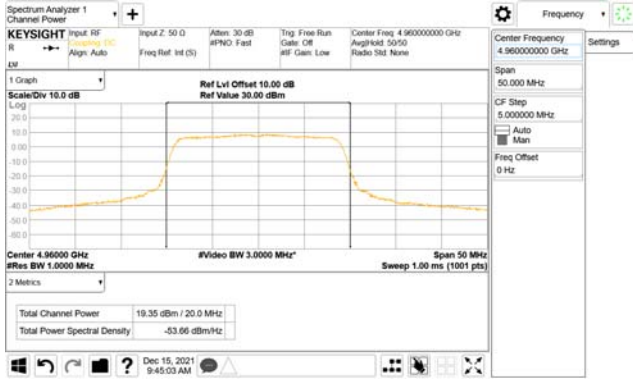 Spectrum Analyzer 1
Channel Power
Frequency
KEYSIGHT
R
Input: RF
Coupling: DC
Align: Auto
Input Z: 50 Ω
Freq Ref: Int (S)
Atten: 30 dB
#PNO: Fast
Trig: Free Run
Gate: Off
#IF Gain: Low
Center Freq: 4.960000000 GHz
Avg|Hold: 50/50
Radio Std: None
1 Graph
Scale/Div 10.0 dB
Ref Lvl Offset 10.00 dB
Ref Value 30.00 dBm
Log
20.0
10.0
0.00
-10.0
-20.0
-30.0
-40.0
-50.0
-60.0
Center 4.96000 GHz
#Res BW 1.0000 MHz
#Video BW 3.0000 MHz*
Span 50 MHz
Sweep 1.00 ms (1001 pts)
2 Metrics
Total Channel Power 19.35 dBm / 20.0 MHz
Total Power Spectral Density -53.66 dBm/Hz
Dec 15, 2021
9:45:03 AM
Center Frequency
4.960000000 GHz
Settings
Span
50.000 MHz
CF Step
5.000000 MHz
Auto
Man
Freq Offset
0 Hz